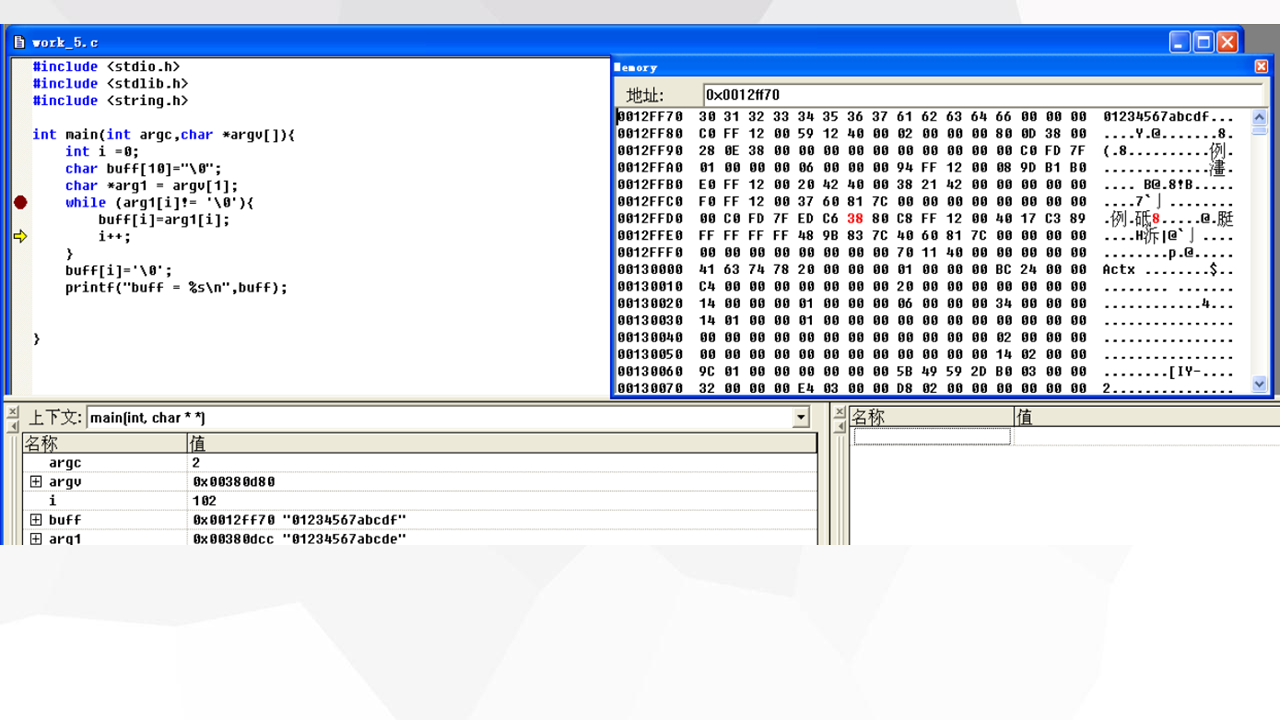 work_5.c
#include <stdio.h>
#include <stdlib.h>
#include <string.h>
int main(int argc,char *argv[]){
int i =0;
char buff[10]="\0";
char *arg1 = argv[1];
while (arg1[i]!= '\0'){
buff[i]=arg1[i];
i++;
}
buff[i]='\0';
printf("buff = %s\n",buff);
}
Memory
地址: 0x0012ff70
0012FF70 30 31 32 33 34 35 36 37 61 62 63 64 66 00 00 00 01234567abcdf...
0012FF80 C0 FF 12 00 59 12 40 00 02 00 00 00 80 0D 38 00 ....Y.@.......8.
0012FF90 28 0E 38 00 00 00 00 00 00 00 00 00 00 C0 FD 7F (.8..........例.
0012FFA0 01 00 00 00 06 00 00 00 94 FF 12 00 08 9D B1 B0 .............
0012FFB0 E0 FF 12 00 20 42 40 00 38 21 42 00 00 00 00 00 .... B@.8!B.....
0012FFC0 F0 FF 12 00 37 60 81 7C 00 00 00 00 00 00 00 00 ....7`亅........
0012FFD0 00 C0 FD 7F ED C6 38 80 C8 FF 12 00 40 17 C3 89 .例.砥8.....@.脡
0012FFE0 FF FF FF FF 48 9B 83 7C 40 60 81 7C 00 00 00 00 ....H泝|@`亅....
0012FFF0 00 00 00 00 00 00 00 00 70 11 40 00 00 00 00 00 ........p.@.....
00130000 41 63 74 78 20 00 00 00 01 00 00 00 BC 24 00 00 Actx ........$..
00130010 C4 00 00 00 00 00 00 00 20 00 00 00 00 00 00 00 ........ .......
00130020 14 00 00 00 01 00 00 00 06 00 00 00 34 00 00 00 ............4...
00130030 14 01 00 00 01 00 00 00 00 00 00 00 00 00 00 00 ................
00130040 00 00 00 00 00 00 00 00 00 00 00 00 02 00 00 00 ................
00130050 00 00 00 00 00 00 00 00 00 00 00 00 14 02 00 00 ................
00130060 9C 01 00 00 00 00 00 00 5B 49 59 2D B0 03 00 00 ........[IY-....
00130070 32 00 00 00 E4 03 00 00 D8 02 00 00 00 00 00 00 2...............
上下文: main(int, char * *)
名称 值
argc 2
argv 0x00380d80
i 102
buff 0x0012ff70 "01234567abcdf"
arg1 0x00380dcc "01234567abcde"
名称 值